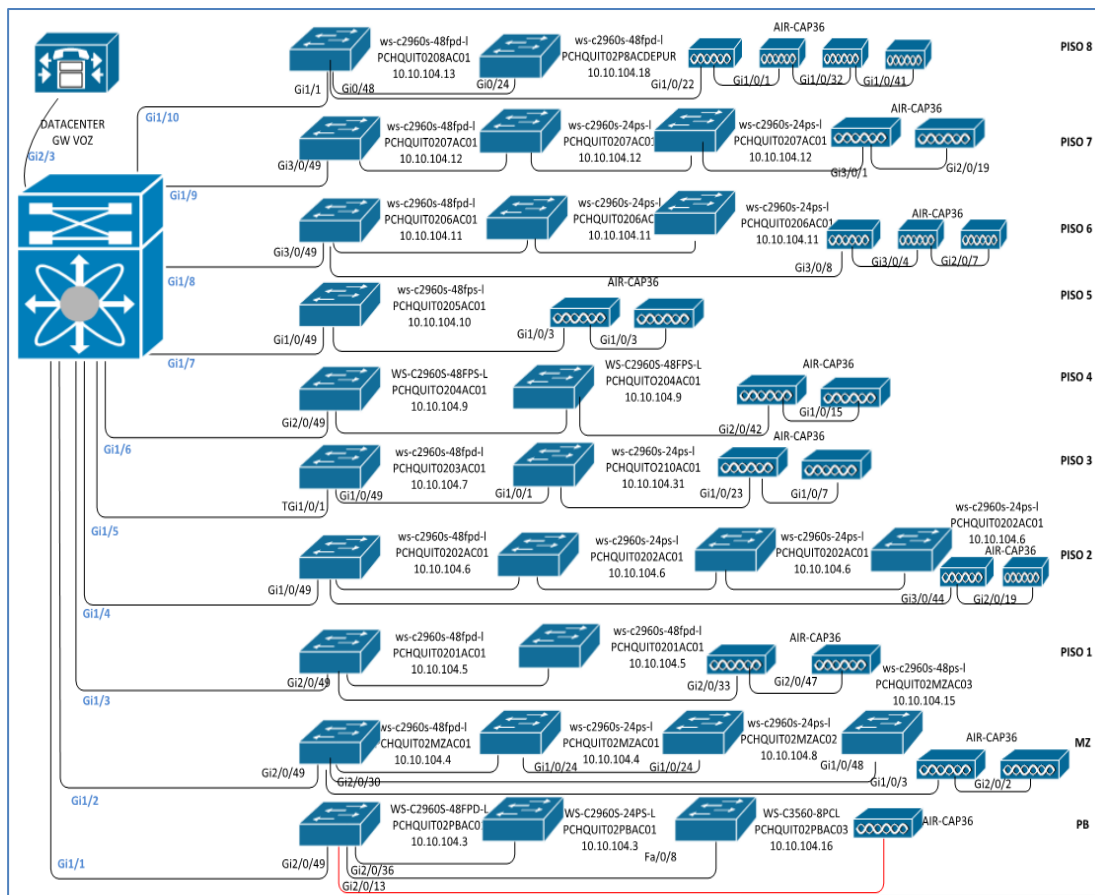 AIR-CAP36
ws-c2960s-48fpd-l
PCHQUIT0208AC01
10.10.104.13
ws-c2960s-48fpd-l
PCHQUIT02P8ACDEPUR
10.10.104.18
PISO 8
Gi1/1
Gi0/48
Gi0/24
Gi1/0/22
Gi1/0/1
Gi1/0/32
Gi1/0/41
DATACENTER
GW VOZ
Gi2/3
Gi1/10
AIR-CAP36
ws-c2960s-48fpd-l
PCHQUIT0207AC01
10.10.104.12
ws-c2960s-24ps-l
PCHQUIT0207AC01
10.10.104.12
ws-c2960s-24ps-l
PCHQUIT0207AC01
10.10.104.12
PISO 7
Gi1/9
Gi3/0/49
Gi3/0/1
Gi2/0/19
ws-c2960s-48fpd-l
PCHQUIT0206AC01
10.10.104.11
ws-c2960s-24ps-l
10.10.104.11
ws-c2960s-24ps-l
PCHQUIT0206AC01
10.10.104.11
AIR-CAP36
PISO 6
Gi1/8
Gi3/0/49
Gi3/0/8
Gi3/0/4
Gi2/0/7
ws-c2960s-48fps-l
PCHQUIT0205AC01
10.10.104.10
AIR-CAP36
PISO 5
Gi1/7
Gi1/0/49
Gi1/0/3
Gi1/0/3
WS-C2960S-48FPS-L
PCHQUITO204AC01
10.10.104.9
WS-C2960S-48FPS-L
PCHQUITO204AC01
10.10.104.9
AIR-CAP36
PISO 4
Gi1/6
Gi2/0/49
Gi2/0/42
Gi1/0/15
ws-c2960s-48fpd-l
PCHQUIT0203AC01
10.10.104.7
ws-c2960s-24ps-l
PCHQUITO210AC01
10.10.104.31
AIR-CAP36
PISO 3
Gi1/5
TGi1/0/1
Gi1/0/49
Gi1/0/1
Gi1/0/23
Gi1/0/7
ws-c2960s-48fpd-l
PCHQUIT0202AC01
10.10.104.6
ws-c2960s-24ps-l
PCHQUIT0202AC01
10.10.104.6
ws-c2960s-24ps-l
PCHQUIT0202AC01
10.10.104.6
ws-c2960s-24ps-l
PCHQUIT0202AC01
10.10.104.6
AIR-CAP36
PISO 2
Gi1/4
Gi1/0/49
Gi3/0/44
Gi2/0/19
ws-c2960s-48fpd-l
PCHQUIT0201AC01
10.10.104.5
ws-c2960s-48fpd-l
PCHQUIT0201AC01
10.10.104.5
AIR-CAP36
PISO 1
Gi1/3
Gi2/0/49
Gi2/0/33
Gi2/0/47
ws-c2960s-48fpd-l
PCHQUIT02MZAC01
10.10.104.4
ws-c2960s-24ps-l
PCHQUIT02MZAC01
10.10.104.4
ws-c2960s-24ps-l
PCHQUIT02MZAC02
10.10.104.8
ws-c2960s-48ps-l
PCHQUIT02MZAC03
10.10.104.15
AIR-CAP36
MZ
Gi1/2
Gi2/0/49
Gi2/0/30
Gi1/0/24
Gi1/0/24
Gi1/0/48
Gi1/0/3
Gi2/0/2
WS-C2960S-48FPD-L
PCHQUIT02PBAC01
10.10.104.3
WS-C2960S-24PS-L
PCHQUIT02PBAC01
10.10.104.3
WS-C3560-8PCL
PCHQUIT02PBAC03
10.10.104.16
AIR-CAP36
PB
Gi1/1
Gi2/0/49
Gi2/0/36
Gi2/0/13
Fa/0/8